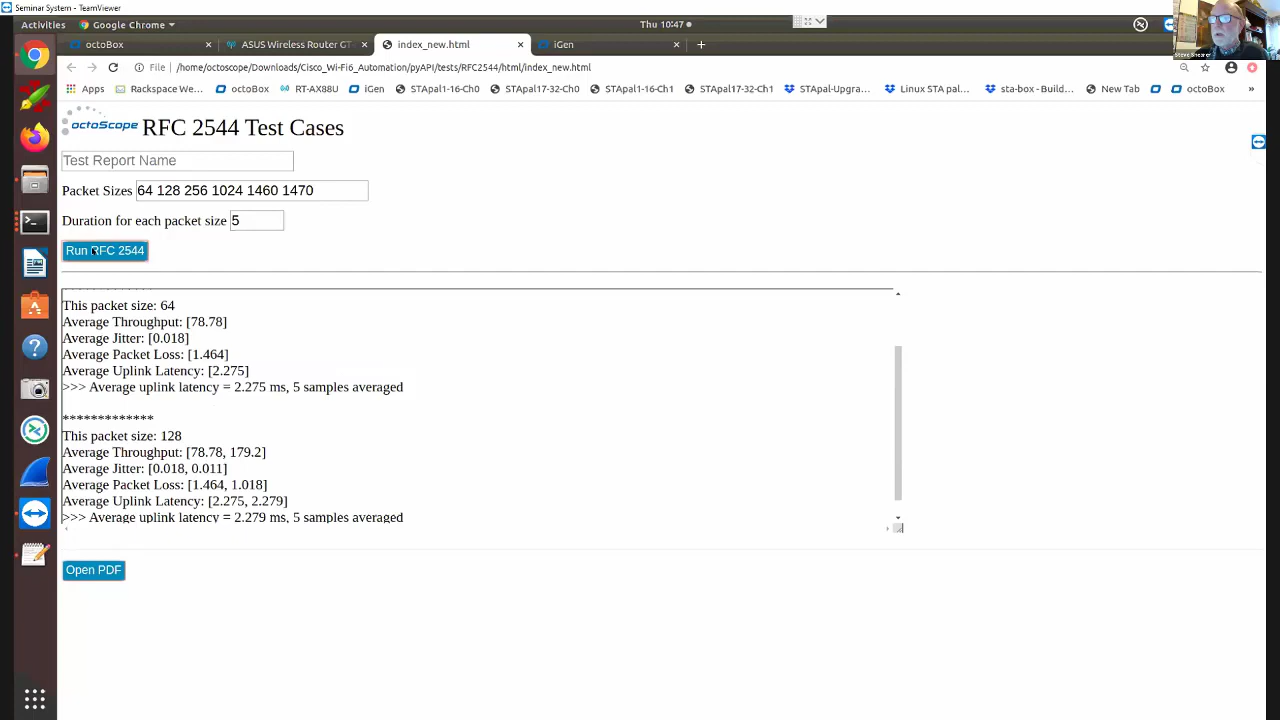 Seminar System - TeamViewer
Activities Google Chrome Thu 10:47
octoBox × ASUS Wireless Router GT × index_new.html × iGen × +
File /home/octoscope/Downloads/Cisco_Wi-Fi6_Automation/pyAPI/tests/RFC2544/html/index_new.html
Apps Rackspace We... octoBox RT-AX88U iGen STApal1-16-Ch0 STApal17-32-Ch0 STApal1-16-Ch1 STApal17-32-Ch1 STApal-Upgra... Linux STA pal... sta-box - Build... New Tab octoBox »
octoScope RFC 2544 Test Cases
Test Report Name
Packet Sizes 64 128 256 1024 1460 1470
Duration for each packet size 5
Run RFC 2544
*************
This packet size: 64
Average Throughput: [78.78]
Average Jitter: [0.018]
Average Packet Loss: [1.464]
Average Uplink Latency: [2.275]
>>> Average uplink latency = 2.275 ms, 5 samples averaged
*************
This packet size: 128
Average Throughput: [78.78, 179.2]
Average Jitter: [0.018, 0.011]
Average Packet Loss: [1.464, 1.018]
Average Uplink Latency: [2.275, 2.279]
>>> Average uplink latency = 2.279 ms, 5 samples averaged
Open PDF